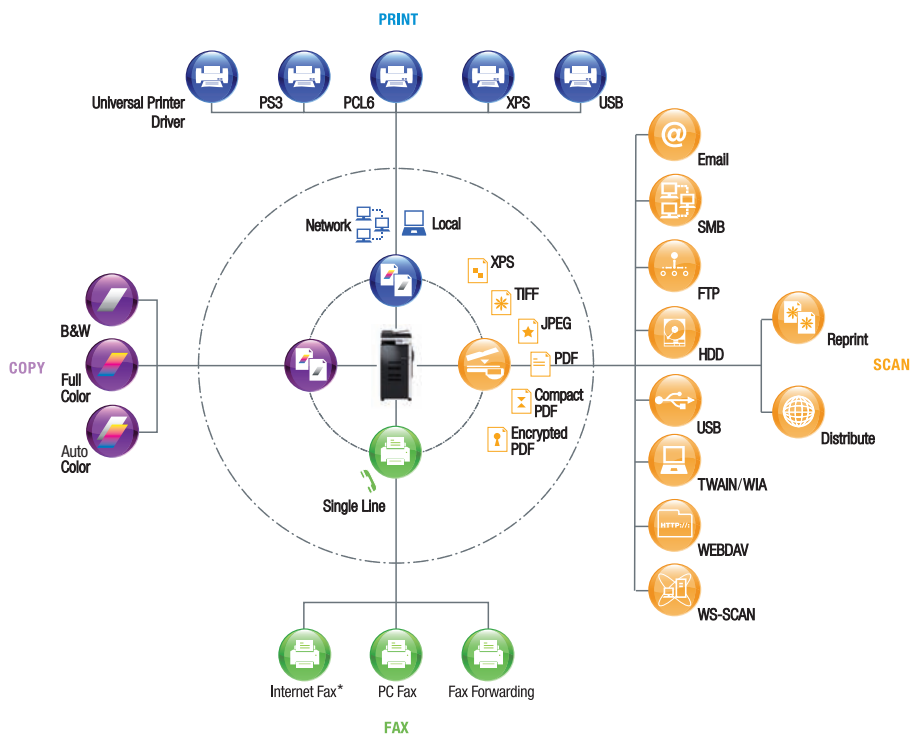 PRINT
Universal Printer
Driver
PS3
PCL6
XPS
USB
Network
Local
XPS
TIFF
JPEG
PDF
Compact
PDF
Encrypted
PDF
Single Line
COPY
B&W
Full
Color
Auto
Color
@
Email
SMB
FTP
HDD
USB
TWAIN/WIA
HTTP://
WEBDAV
WS-SCAN
Reprint
Distribute
SCAN
Internet Fax*
PC Fax
Fax Forwarding
FAX